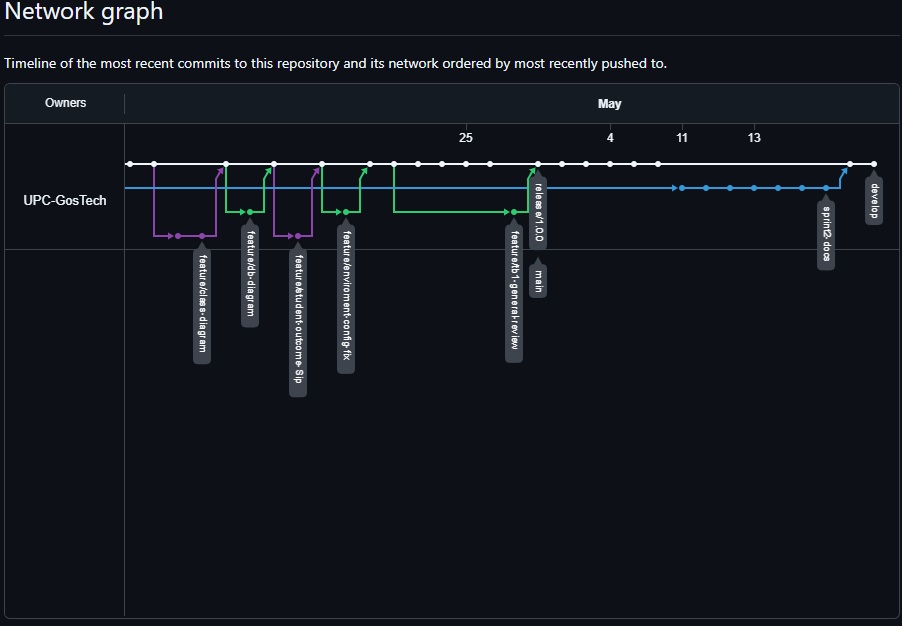 Network graph
Timeline of the most recent commits to this repository and its network ordered by most recently pushed to.
Owners
May
25
4
11
13
UPC-GosTech
feature/class-diagram
feature/db-diagram
feature/student-outcome-Sip
feature/enviroment-config-fix
feature/tb1-general-review
release/1.0.0
main
sprint2-docs
develop